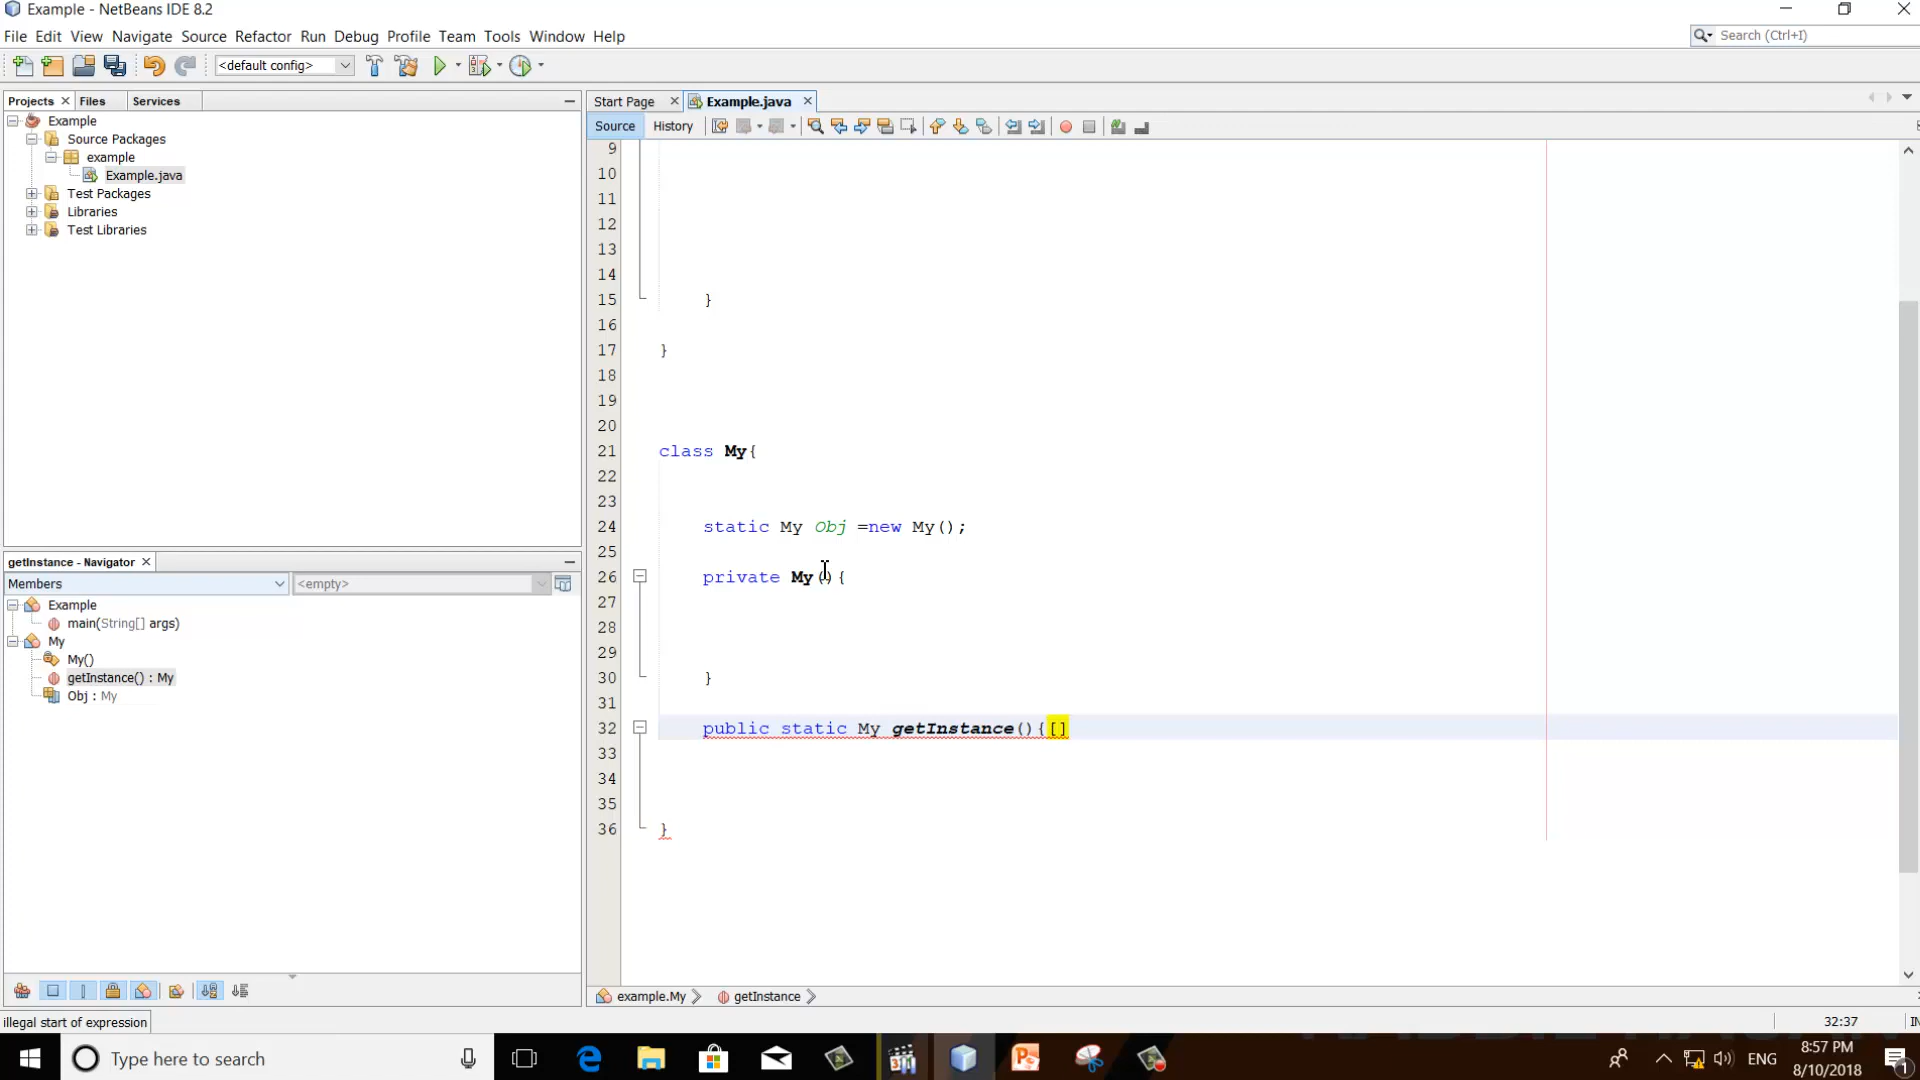 Example - NetBeans IDE 8.2
File Edit View Navigate Source Refactor Run Debug Profile Team Tools Window Help
Search (Ctrl+I)
<default config>
Projects Files Services
Example
Source Packages
example
Example.java
Test Packages
Libraries
Test Libraries
getInstance - Navigator
Members
<empty>
Example
main(String[] args)
My
My()
getInstance() : My
Obj : My
Start Page Example.java
Source History
9
10
11
12
13
14
15 }
16
17 }
18
19
20
21 class My{
22
23
24 static My Obj =new My();
25
26 private My(){
27
28
29
30 }
31
32 public static My getInstance(){[]
33
34
35
36 }
example.My getInstance
illegal start of expression
32:37
Type here to search
ENG
8:57 PM
8/10/2018
1